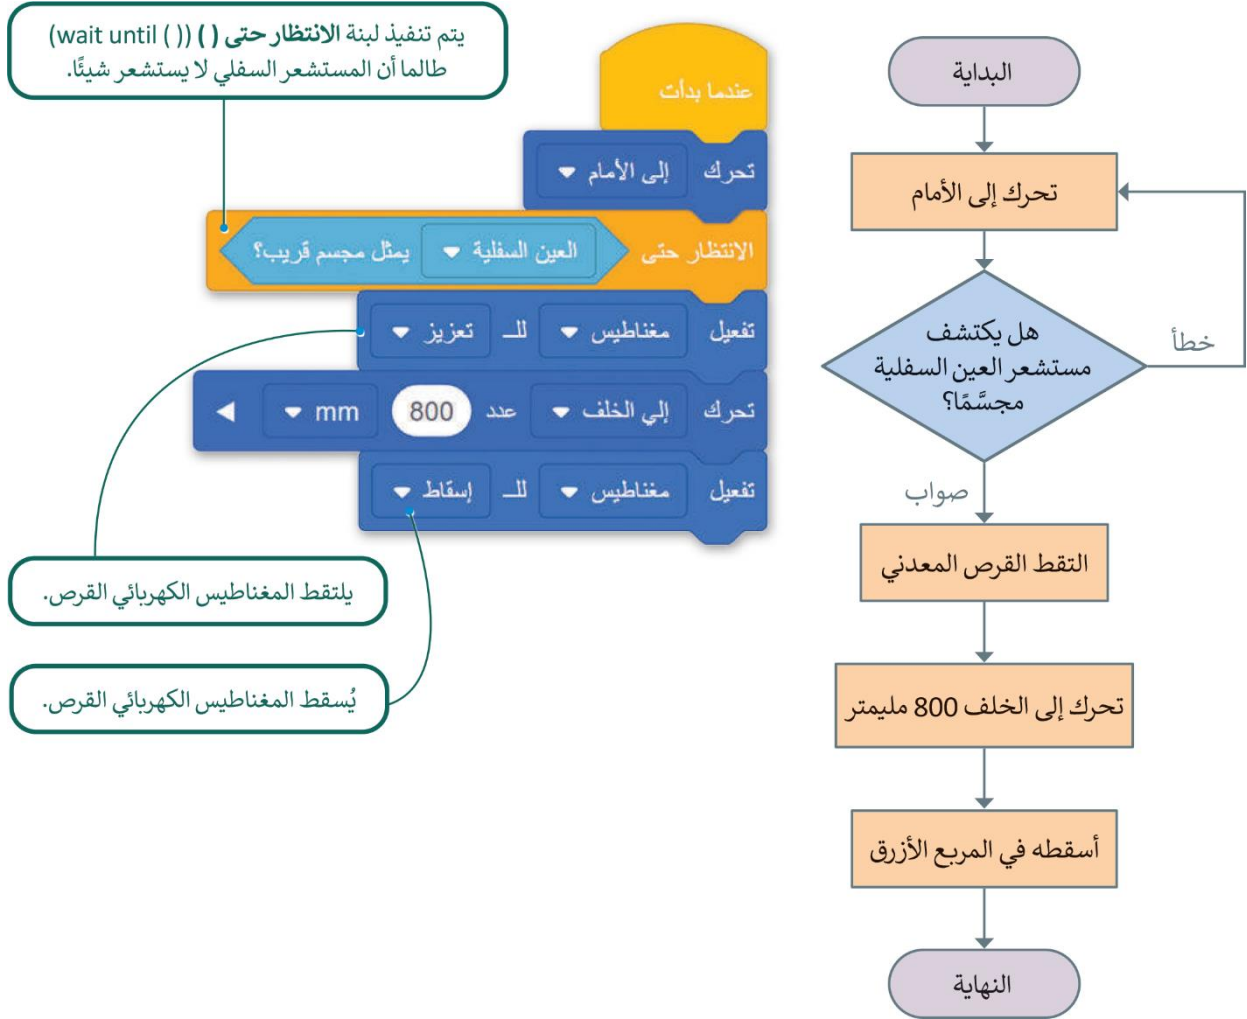 يتم تنفيذ لبنة الانتظار حتى ( ) (wait until ( ))
طالما أن المستشعر السفلي لا يستشعر شيئًا.
عندما بدأت
تحرك إلى الأمام
الانتظار حتى العين السفلية يمثل مجسم قريب؟
تفعيل مغناطيس للـ تعزيز
تحرك إلي الخلف عدد 800 mm
تفعيل مغناطيس للـ إسقاط
يلتقط المغناطيس الكهربائي القرص.
يُسقط المغناطيس الكهربائي القرص.
البداية
تحرك إلى الأمام
هل يكتشف
مستشعر العين السفلية
مجسَّمًا؟
خطأ
صواب
التقط القرص المعدني
تحرك إلى الخلف 800 مليمتر
أسقطه في المربع الأزرق
النهاية